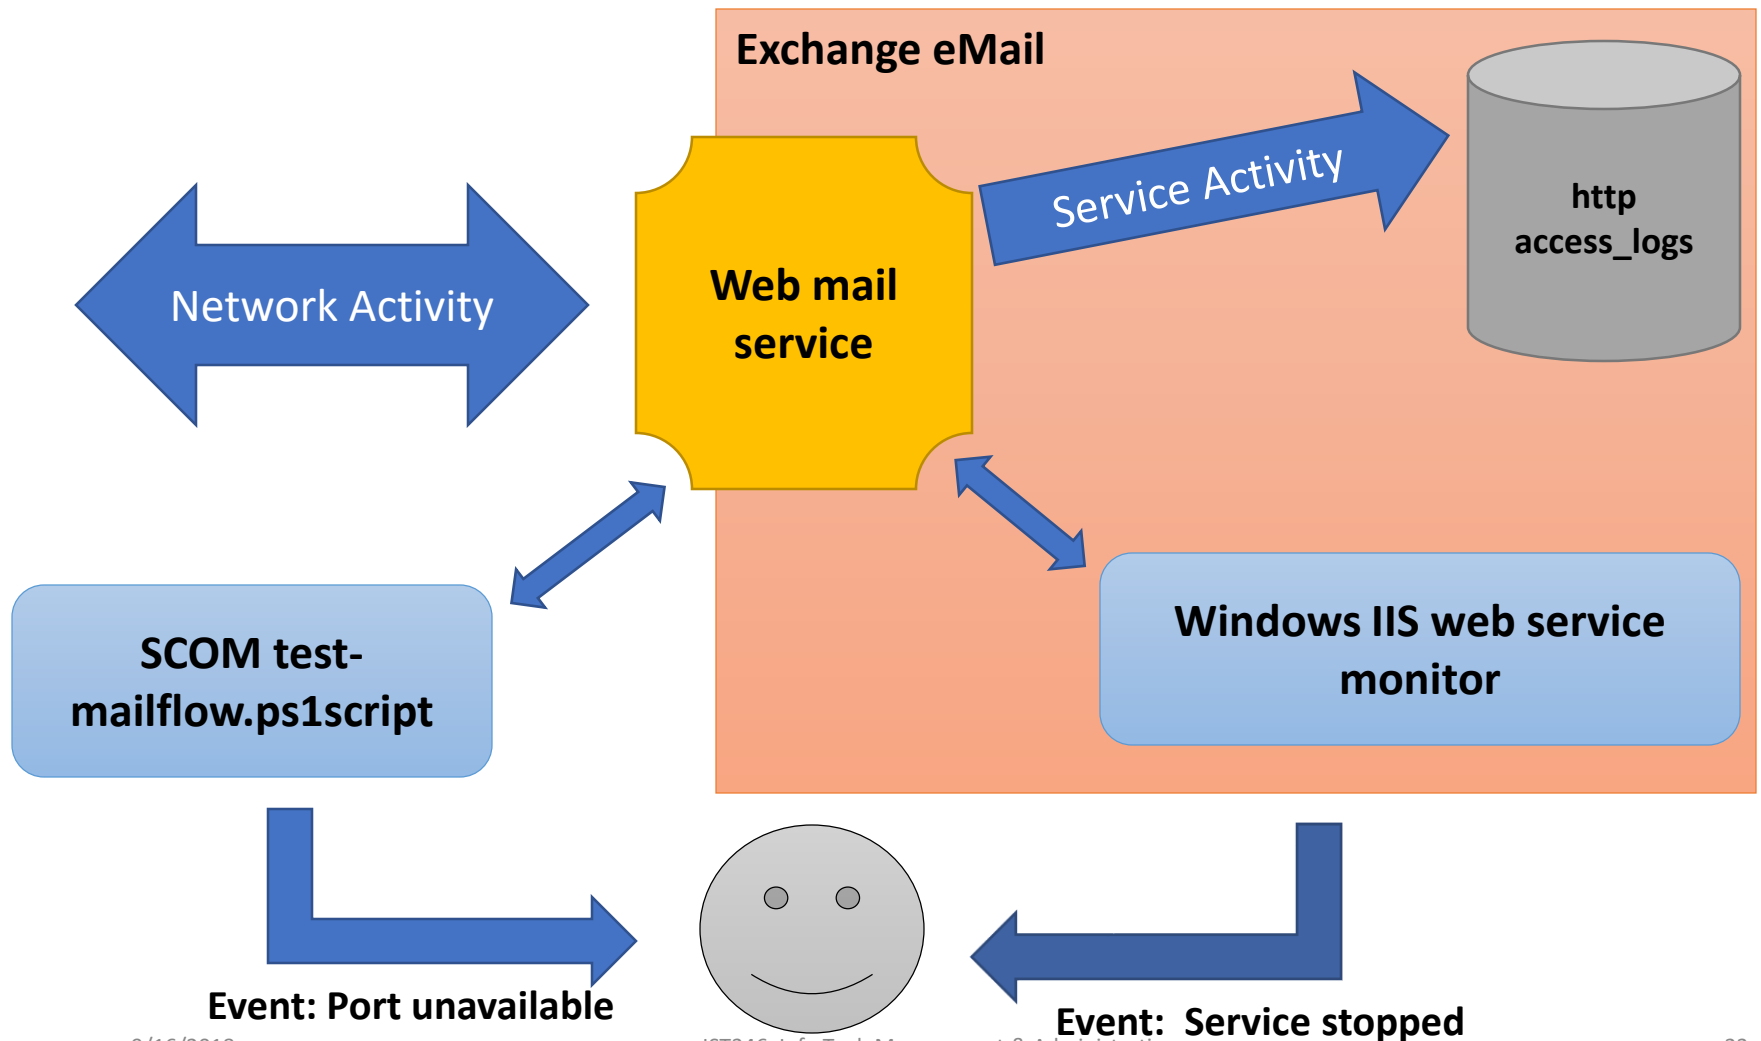 Exchange eMail
Service Activity
http
access_logs
Network Activity
Web mail
service
SCOM test-
mailflow.ps1script
Windows IIS web service
monitor
Event: Port unavailable
Event:  Service stopped